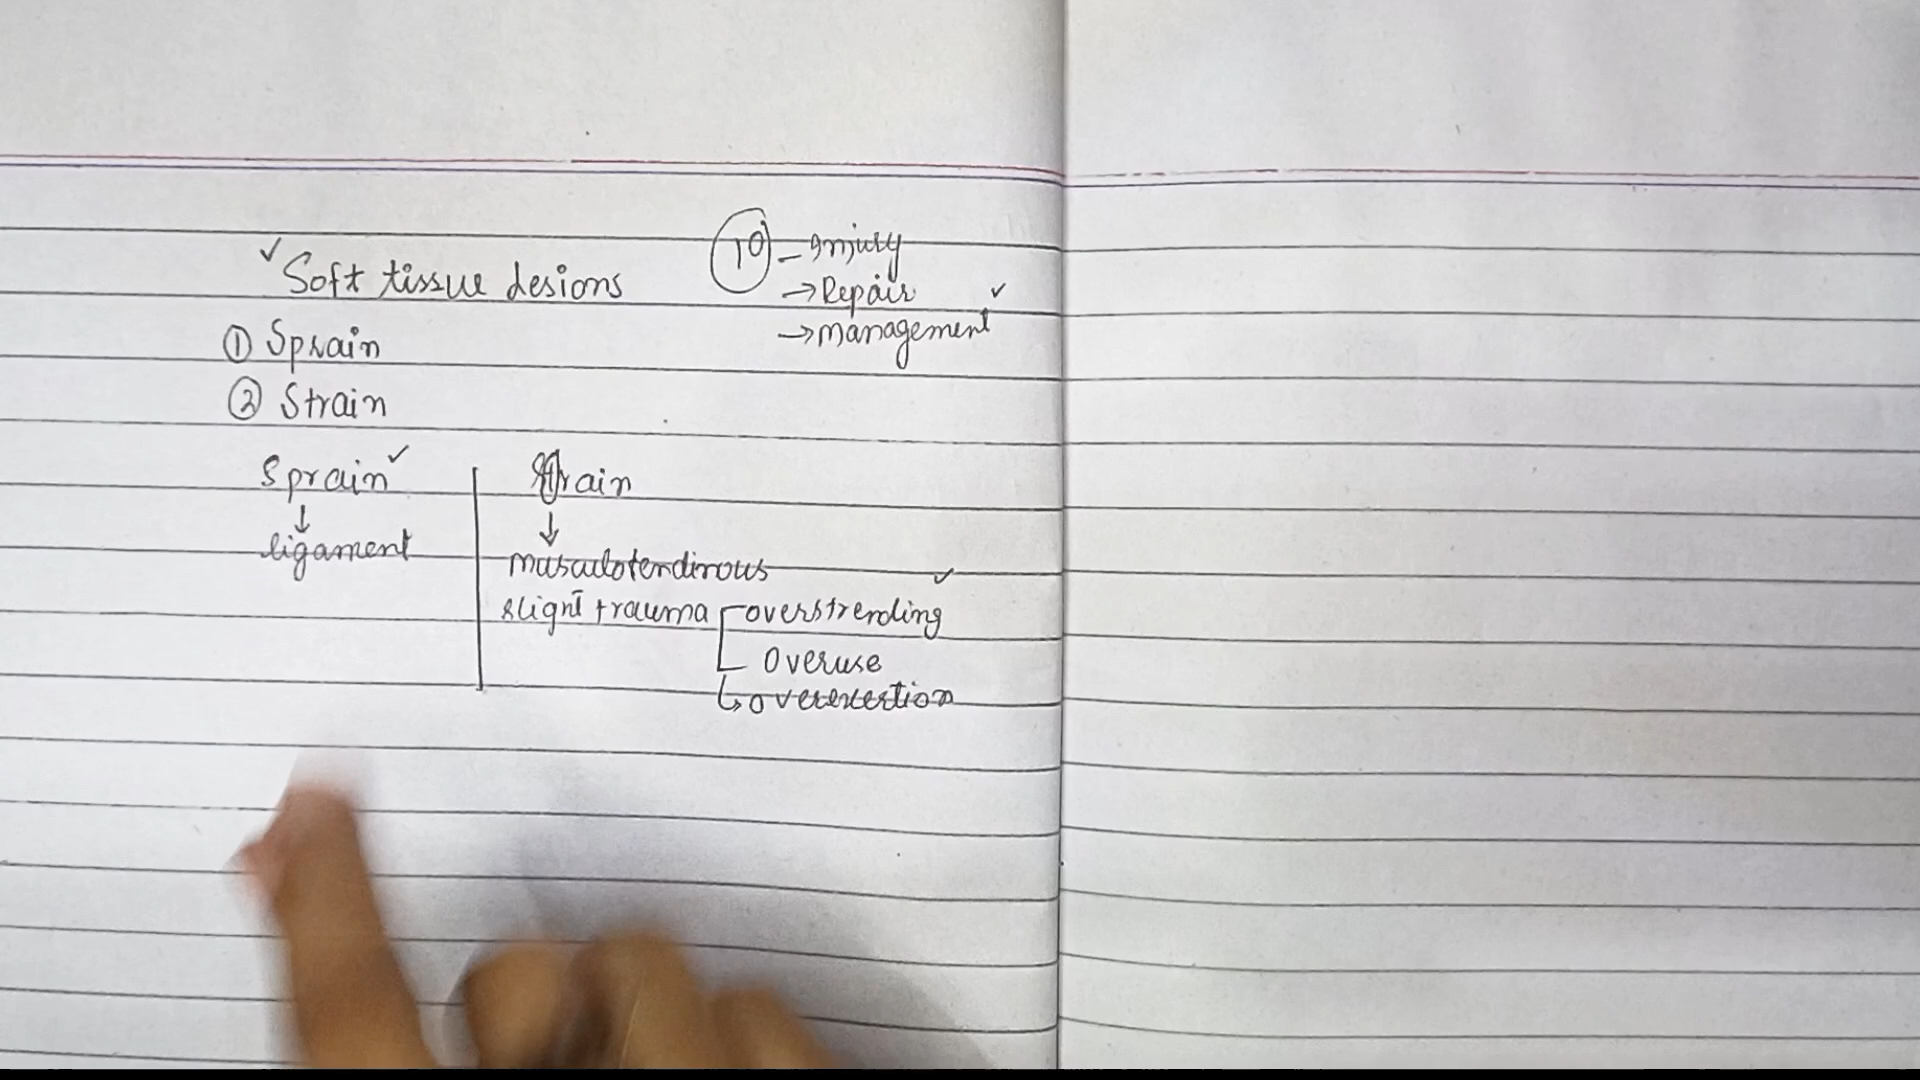 Soft tissue lesions
10 - Injury
→ Repair
→ management
① Sprain
② Strain
Sprain
↓
ligament
Strain
↓
musculotendinous
slight trauma overstrending
overuse
overexertion